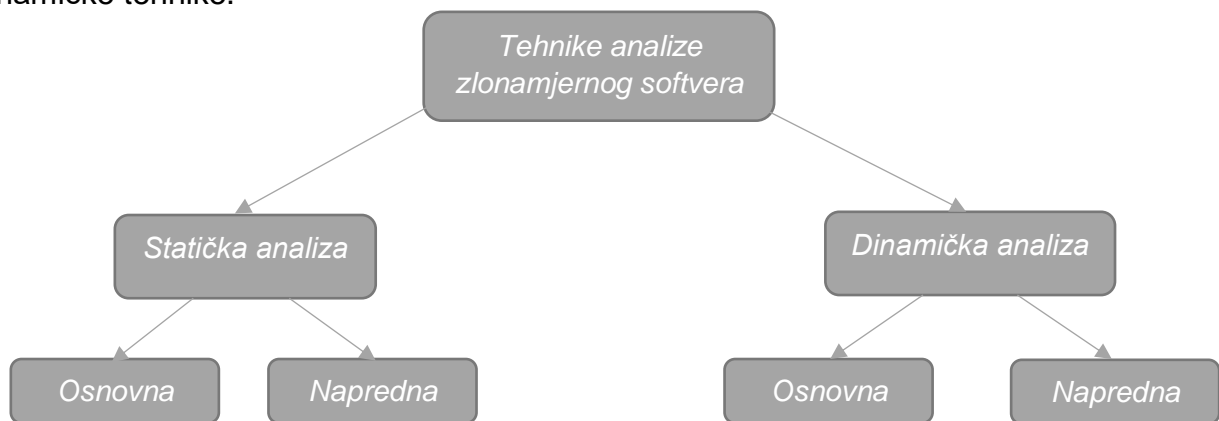 Tehnike analize
zlonamjernog softvera
Statička analiza
Dinamička analiza
Osnovna
Napredna
Osnovna
Napredna